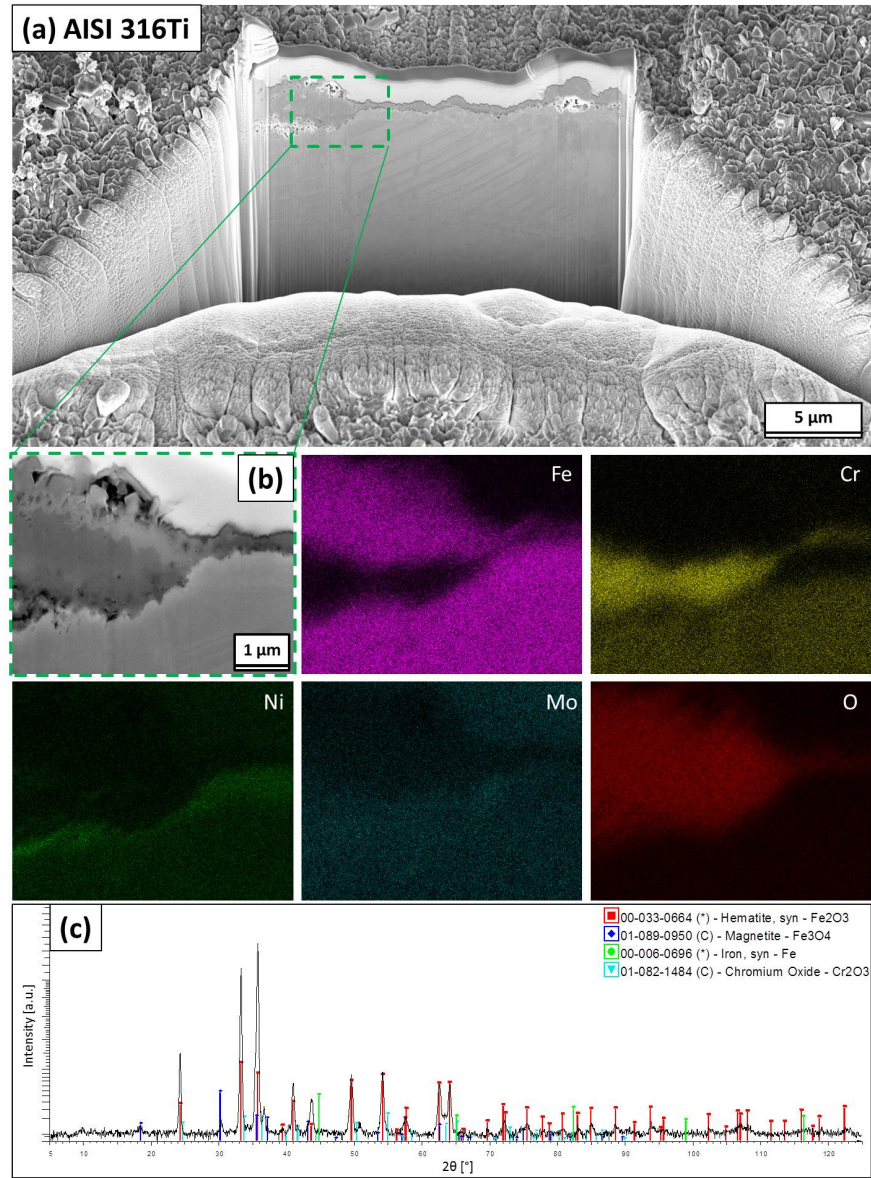 (a) AISI 316Ti
5 µm
(b)
1 µm
Fe
Cr
Ni
Mo
O
(c)
00-033-0664 (*) - Hematite, syn - Fe2O3
01-089-0950 (C) - Magnetite - Fe3O4
00-006-0696 (*) - Iron, syn - Fe
01-082-1484 (C) - Chromium Oxide - Cr2O3
Intensity [a.u.]
5 10 20 30 40 50 60 70 80 90 100 110 120
2θ [°]